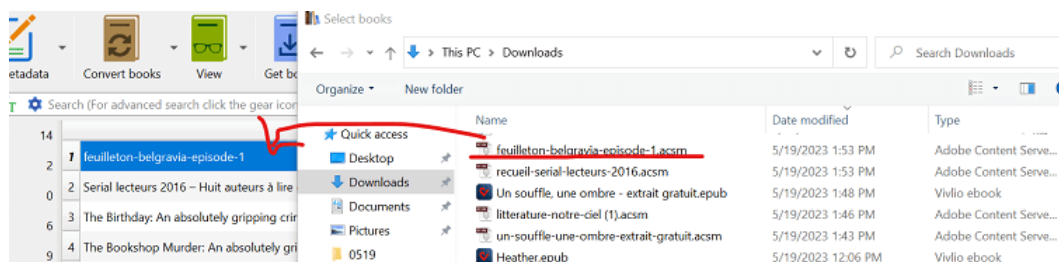 Select books
This PC > Downloads
Search Downloads
etadata
Convert books
View
Get bo
Organize
New folder
Search (For advanced search click the gear icon
Name
Date modified
Type
14
2
0
6
9
1 feuilleton-belgravia-episode-1
2 Serial lecteurs 2016 – Huit auteurs à lire
3 The Birthday: An absolutely gripping crin
4 The Bookshop Murder: An absolutely gri
Quick access
Desktop
Downloads
Documents
Pictures
0519
feuilleton-belgravia-episode-1.acsm 5/19/2023 1:53 PM Adobe Content Serve...
recueil-serial-lecteurs-2016.acsm 5/19/2023 1:53 PM Adobe Content Serve...
Un souffle, une ombre - extrait gratuit.epub 5/19/2023 1:48 PM Vivlio ebook
litterature-notre-ciel (1).acsm 5/19/2023 1:46 PM Adobe Content Serve...
un-souffle-une-ombre-extrait-gratuit.acsm 5/19/2023 1:43 PM Adobe Content Serve...
Heather.epub 5/19/2023 12:06 PM Vivlio ebook